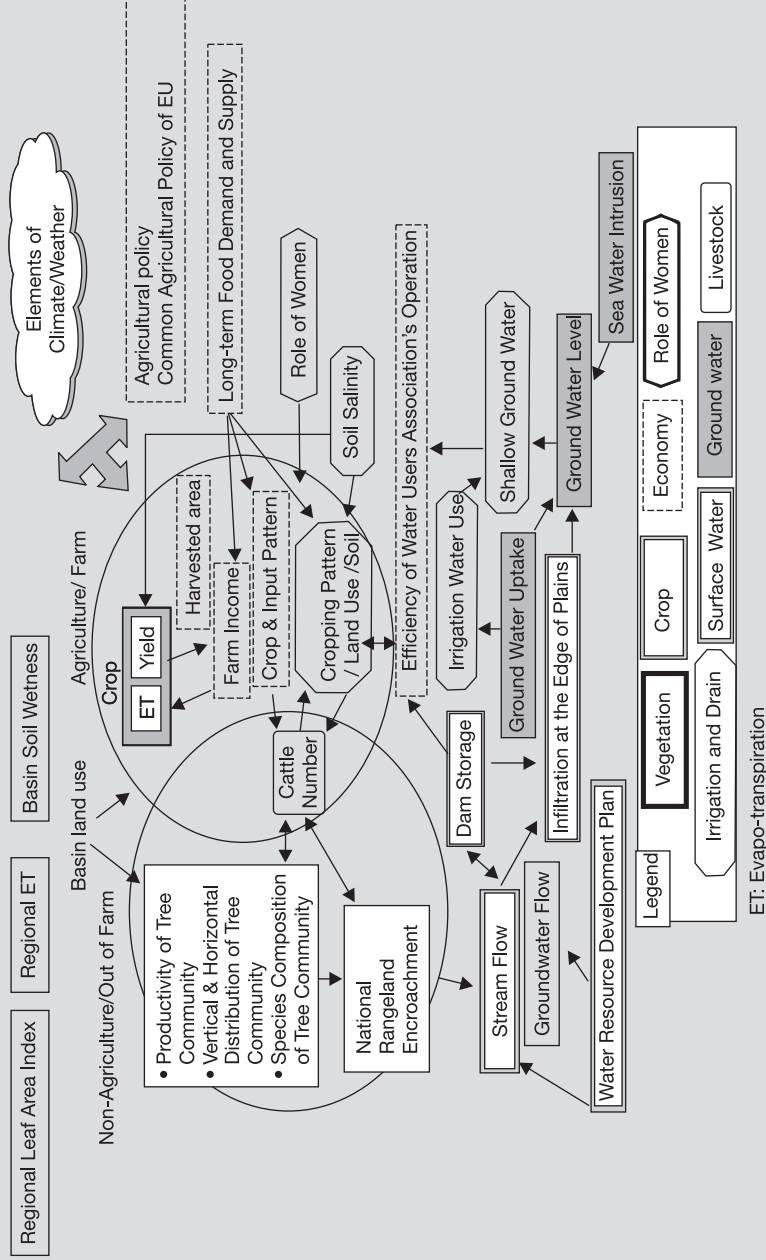 Regional Leaf Area Index
Regional ET
Basin Soil Wetness
Elements of
Climate/Weather
Non-Agriculture/Out of Farm
Basin land use
Agriculture/ Farm
Agricultural policy
Common Agricultural Policy of EU
Long-term Food Demand and Supply
Crop
ET
Yield
Harvested area
Farm Income
Crop & Input Pattern
Role of Women
Soil Salinity
• Productivity of Tree
Community
• Vertical & Horizontal
Distribution of Tree
Community
• Species Composition
of Tree Community
Cattle
Number
Cropping Pattern
/ Land Use /Soil
National
Rangeland
Encroachment
Efficiency of Water Users Association's Operation
Dam Storage
Irrigation Water Use
Shallow Ground Water
Stream Flow
Groundwater Flow
Ground Water Uptake
Infiltration at the Edge of Plains
Ground Water Level
Sea Water Intrusion
Water Resource Development Plan
Legend
Vegetation
Crop
Economy
Role of Women
Irrigation and Drain
Surface Water
Ground water
Livestock
ET: Evapo-transpiration